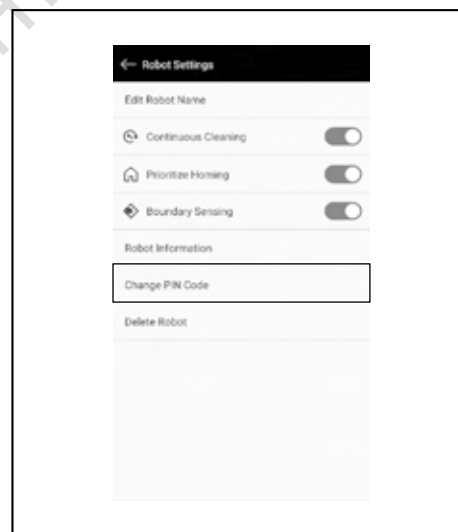 Robot Settings
Edit Robot Name
Continuous Cleaning
Prioritize Homing
Boundary Sensing
Robot Information
Change PIN Code
Delete Robot